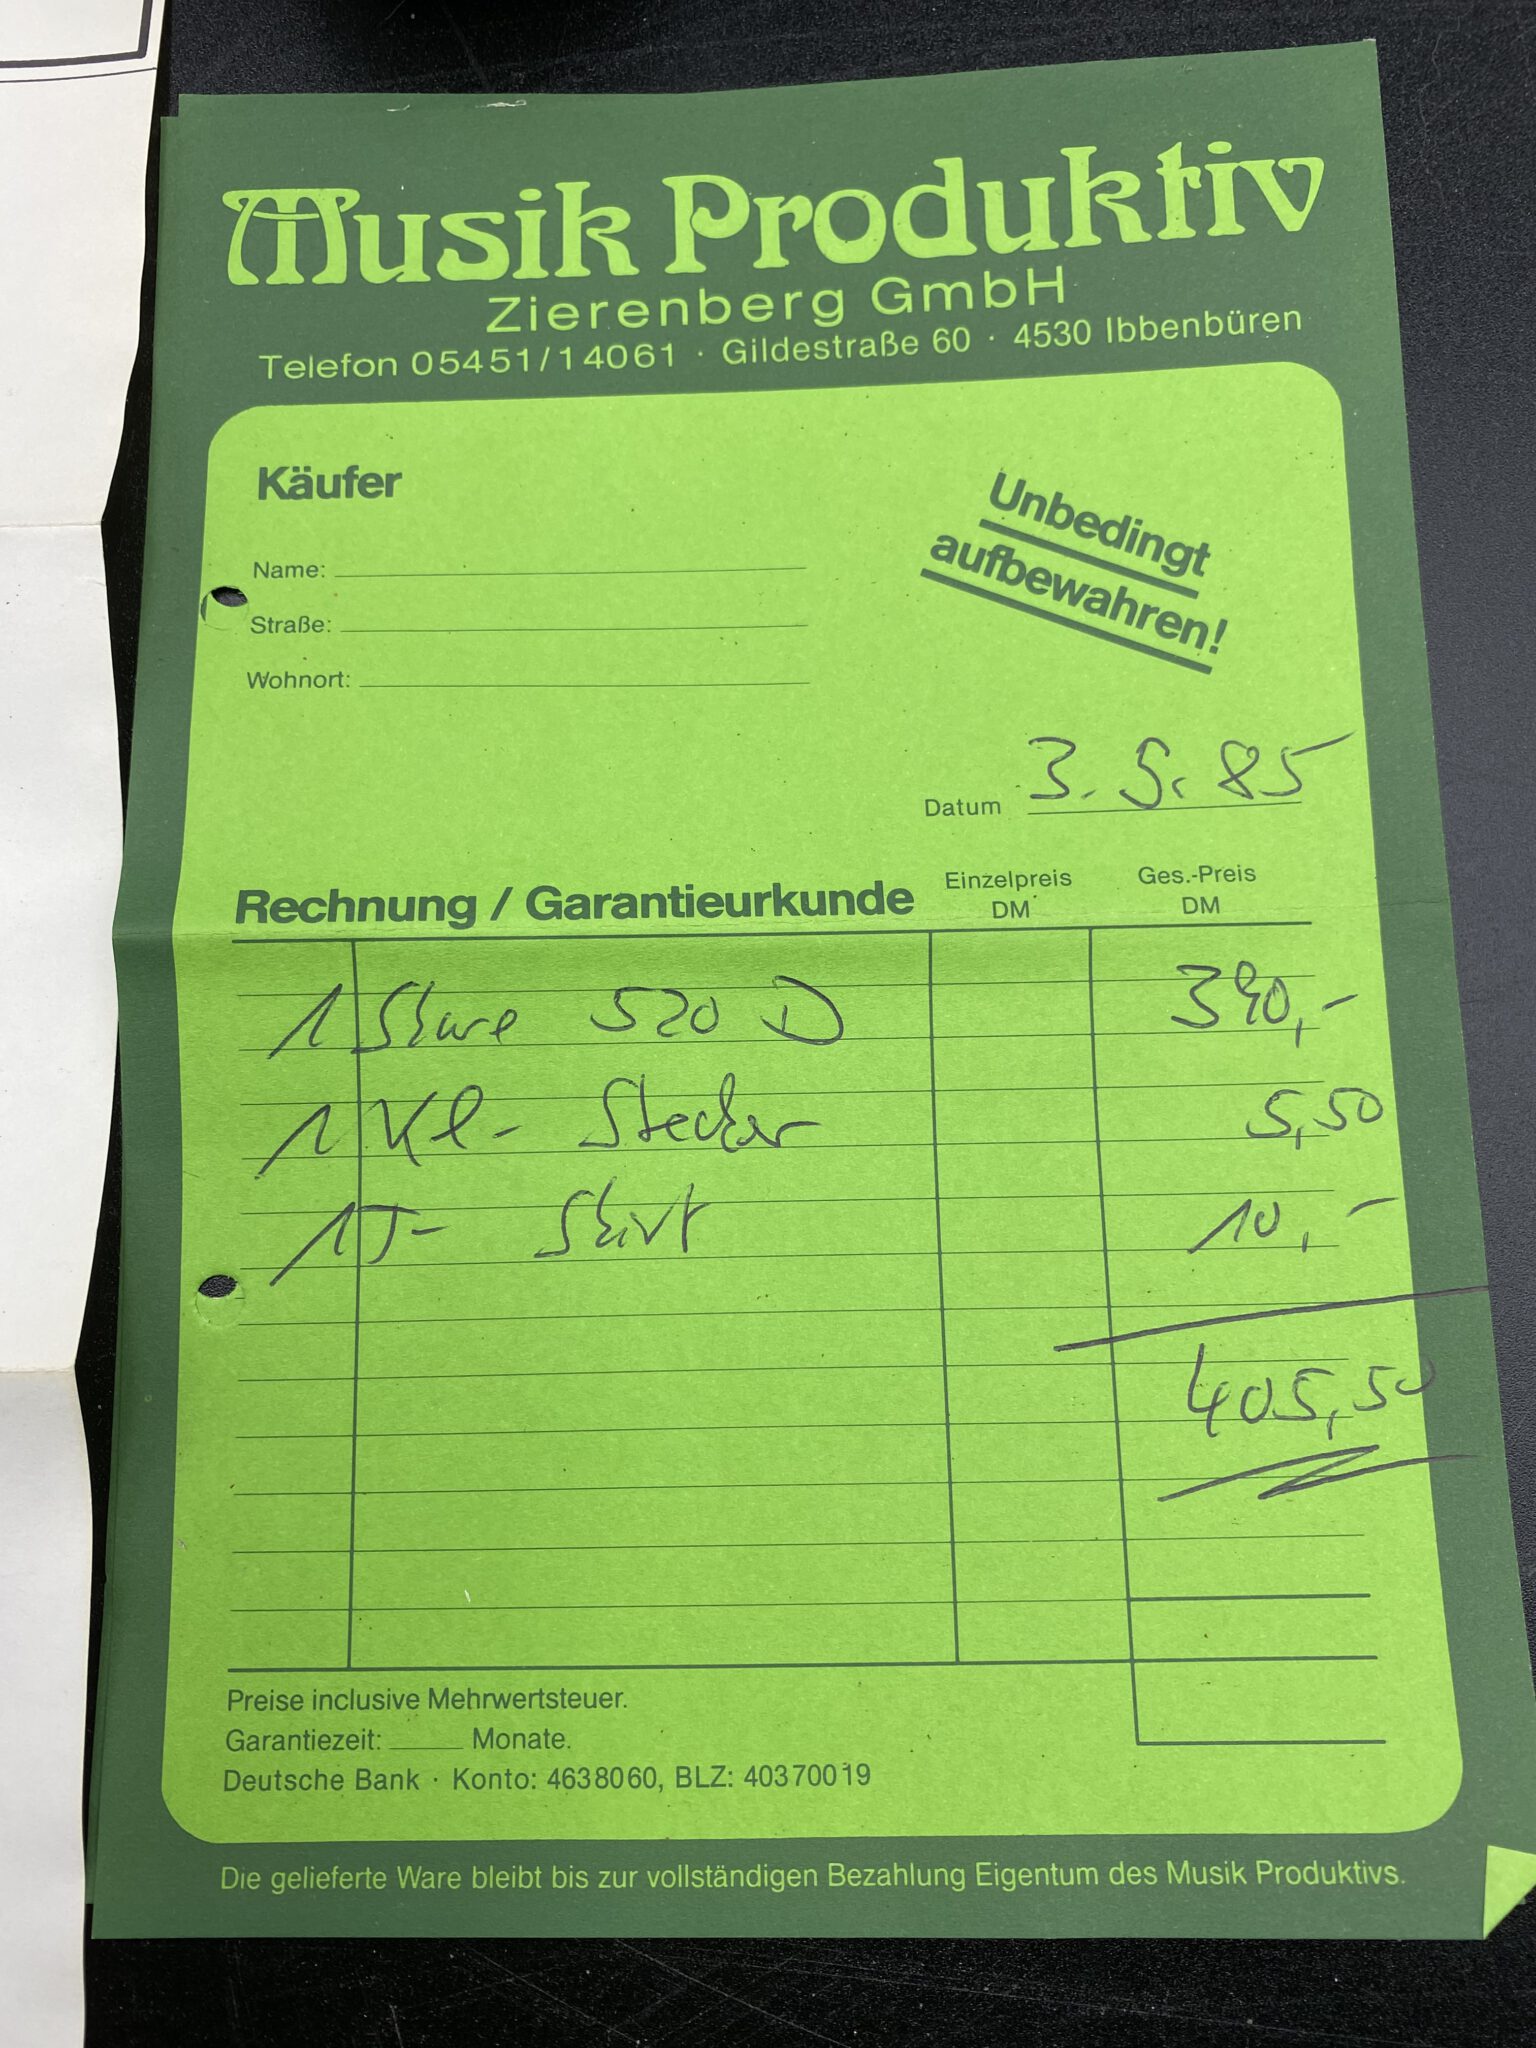 Musik Produktiv
Zierenberg GmbH
Telefon 05451/14061 · Gildestraße 60 · 4530 Ibbenbüren
Käufer
Unbedingt
aufbewahren!
Name:
Straße:
Wohnort:
Datum 3.5.85
Rechnung / Garantieurkunde Einzelpreis DM Ges.-Preis DM
1 Shure 520 D 390,-
1 Kl- Stecker 5,50
1 T- Shirt 10,-
405,50
Preise inclusive Mehrwertsteuer.
Garantiezeit: Monate.
Deutsche Bank · Konto: 4638060, BLZ: 40370019
Die gelieferte Ware bleibt bis zur vollständigen Bezahlung Eigentum des Musik Produktivs.